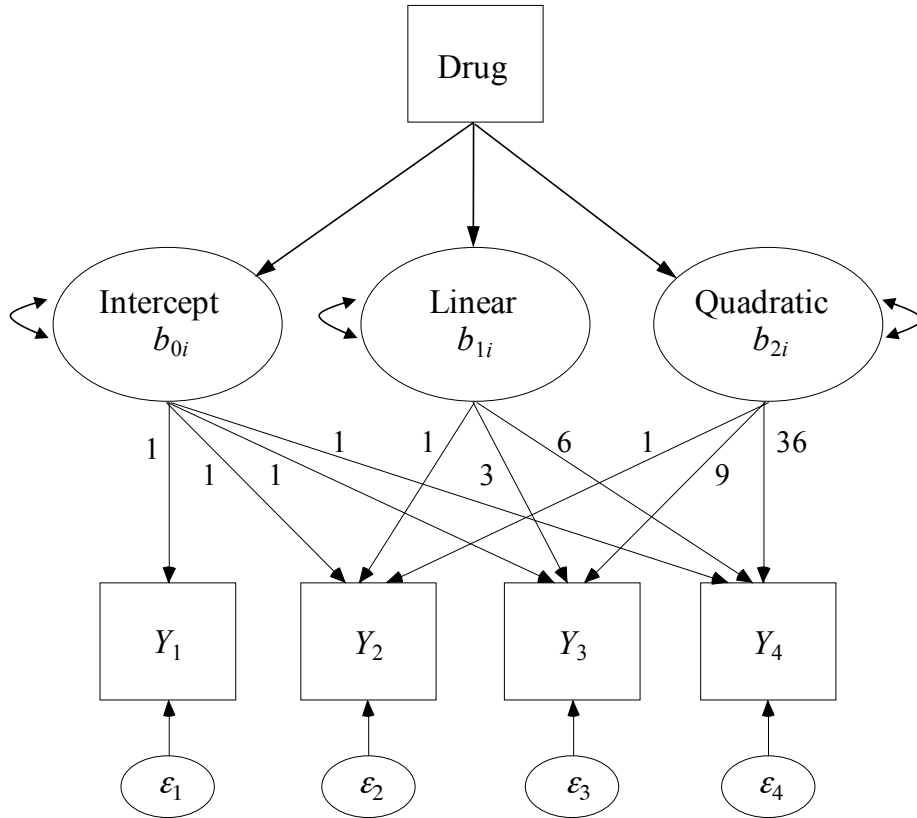 Drug
Intercept
b₀ᵢ
Linear
b₁ᵢ
Quadratic
b₂ᵢ
1
1
1
1
1
3
6
1
9
36
Y₁
Y₂
Y₃
Y₄
ε₁
ε₂
ε₃
ε₄